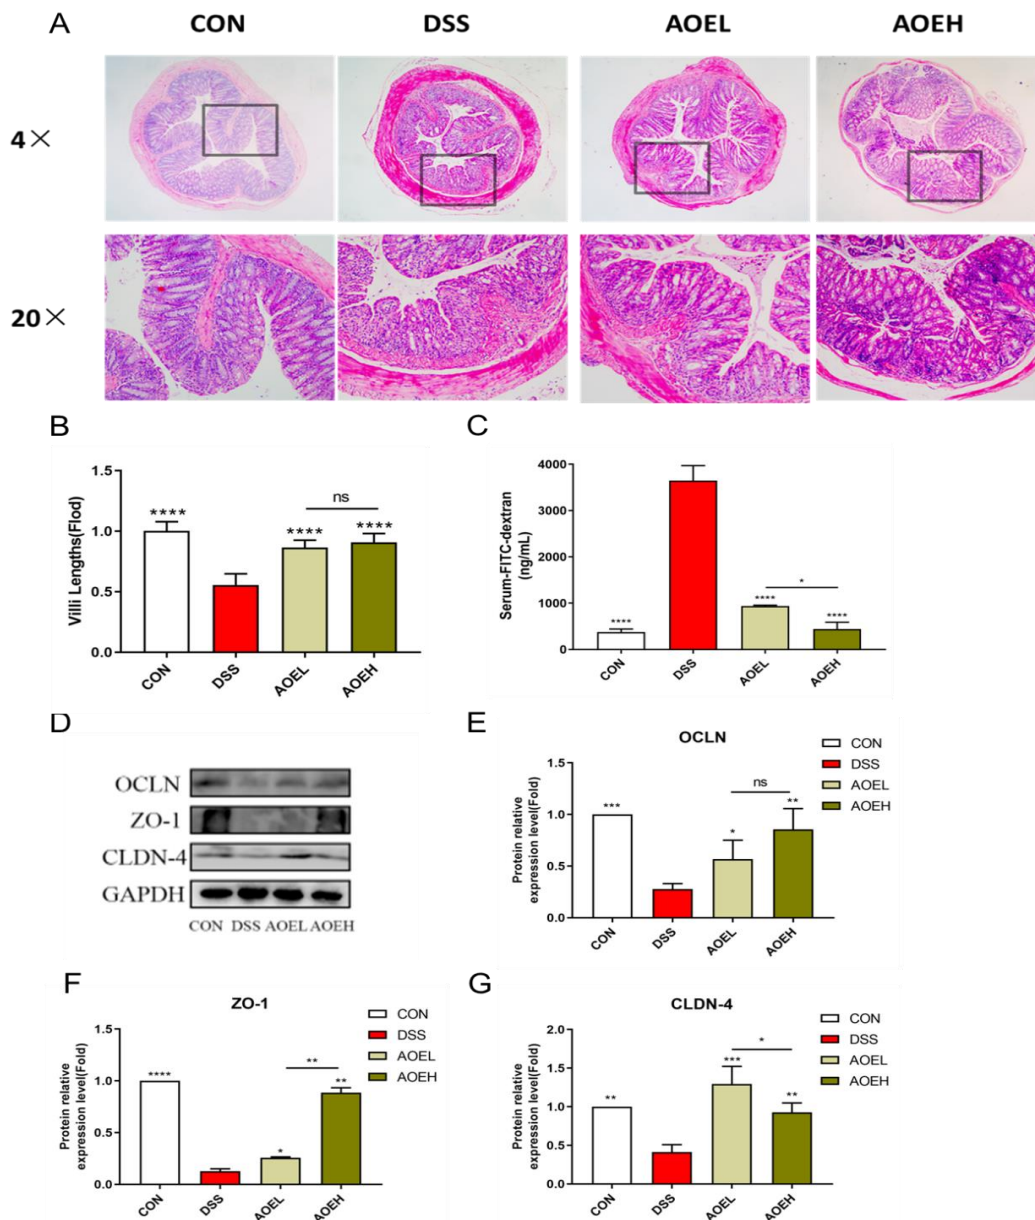 A
CON DSS AOEL AOEH
4×
20×
B
Villi Lengths(Flod)
1.5
1.0
0.5
0.0
**** **** ****
ns
CON DSS AOEL AOEH
C
Serum-FITC-dextran
(ng/mL)
4000
3000
2000
1000
0
**** **** ****
*
CON DSS AOEL AOEH
D
OCLN
ZO-1
CLDN-4
GAPDH
CON DSS AOEL AOEH
E
OCLN
Protein relative
expression level(Fold)
1.5
1.0
0.5
0.0
*** * **
ns
CON DSS AOEL AOEH
CON
DSS
AOEL
AOEH
F
ZO-1
Protein relative
expression level(Fold)
1.5
1.0
0.5
0.0
**** * **
**
CON DSS AOEL AOEH
CON
DSS
AOEL
AOEH
G
CLDN-4
Protein relative
expression level(Fold)
2.0
1.5
1.0
0.5
0.0
** *** **
*
CON DSS AOEL AOEH
CON
DSS
AOEL
AOEH